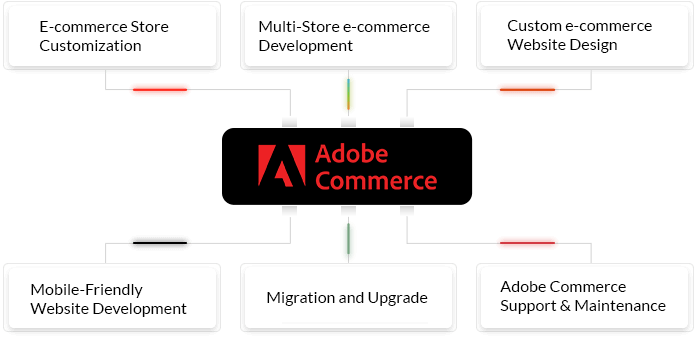 E-commerce Store
Customization
Multi-Store e-commerce
Development
Custom e-commerce
Website Design
Adobe
Commerce
Mobile-Friendly
Website Development
Migration and Upgrade
Adobe Commerce
Support & Maintenance